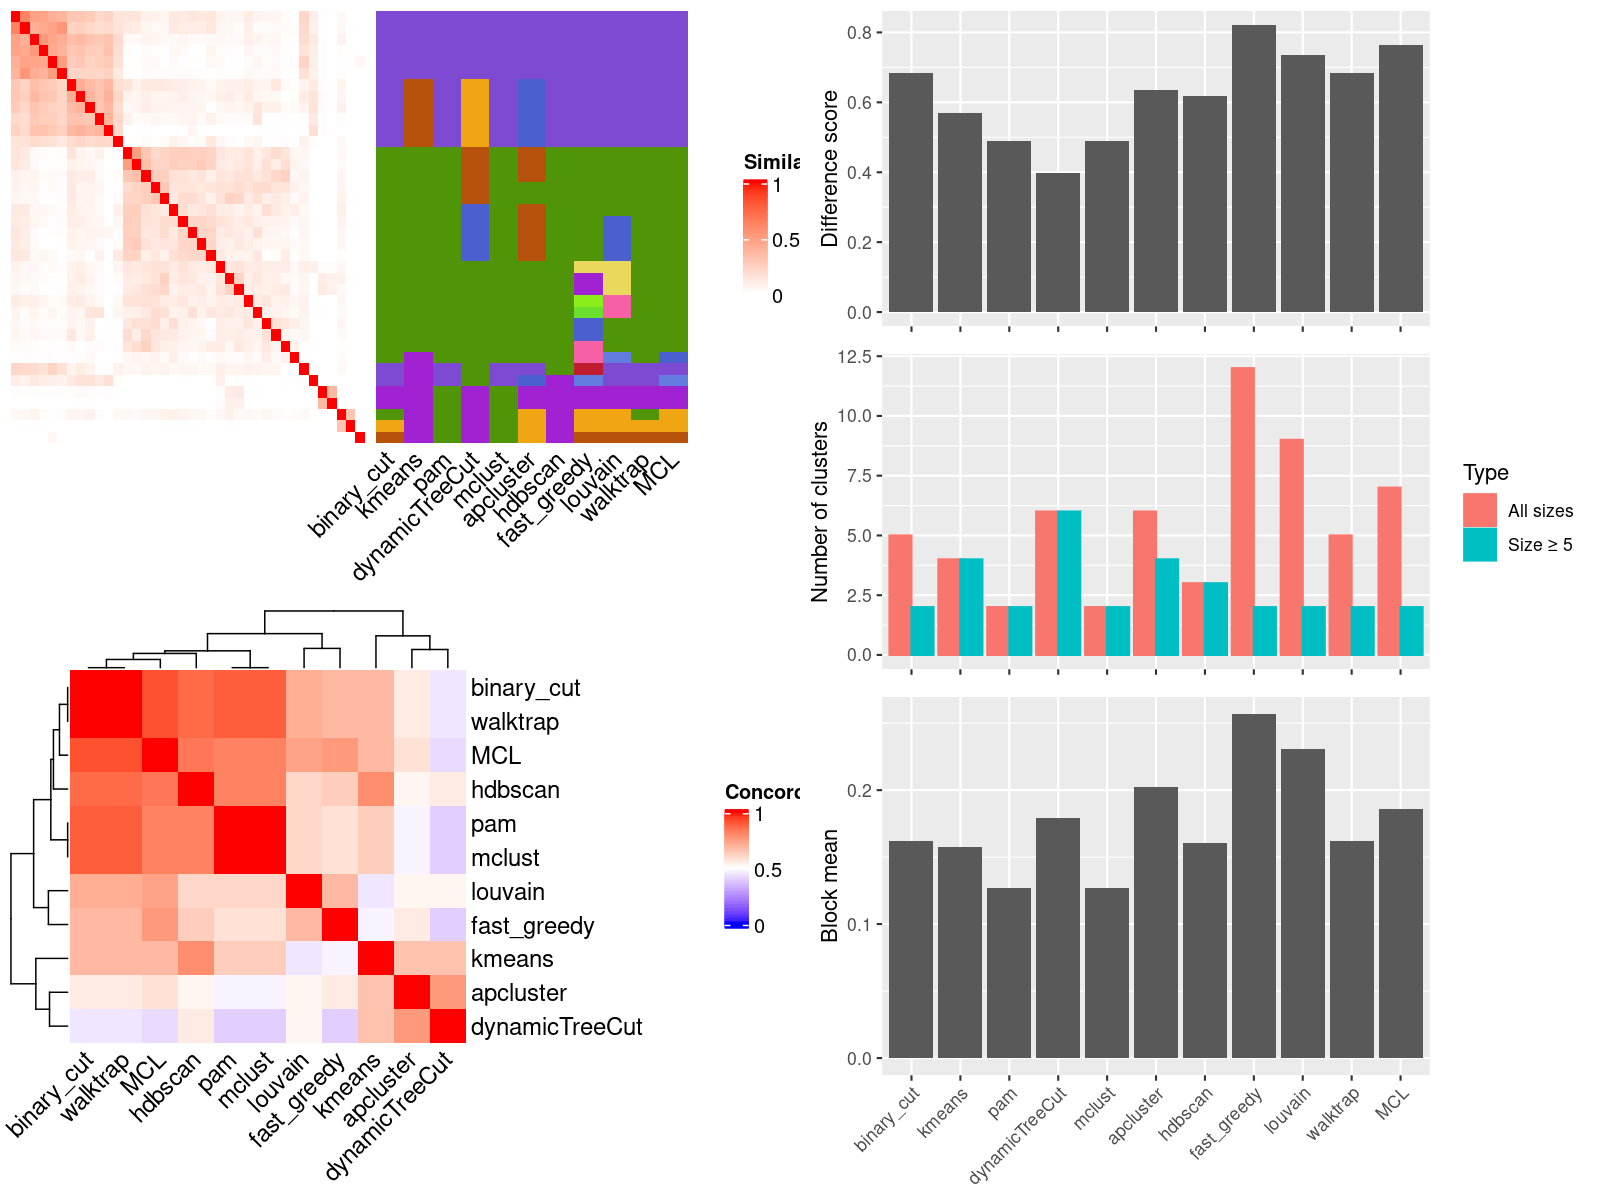 Simila
1
0.5
0
binary_cut
kmeans
pam
dynamicTreeCut
mclust
apcluster
hdbscan
fast_greedy
louvain
walktrap
MCL
binary_cut
walktrap
MCL
hdbscan
pam
mclust
louvain
fast_greedy
kmeans
apcluster
dynamicTreeCut
Concord
1
0.5
0
binary_cut
walktrap
MCL
hdbscan
pam
mclust
louvain
fast_greedy
kmeans
apcluster
dynamicTreeCut
Difference score
0.8
0.6
0.4
0.2
0.0
Number of clusters
12.5
10.0
7.5
5.0
2.5
0.0
Type
All sizes
Size ≥ 5
Block mean
0.2
0.1
0.0
binary_cut
kmeans
pam
dynamicTreeCut
mclust
apcluster
hdbscan
fast_greedy
louvain
walktrap
MCL